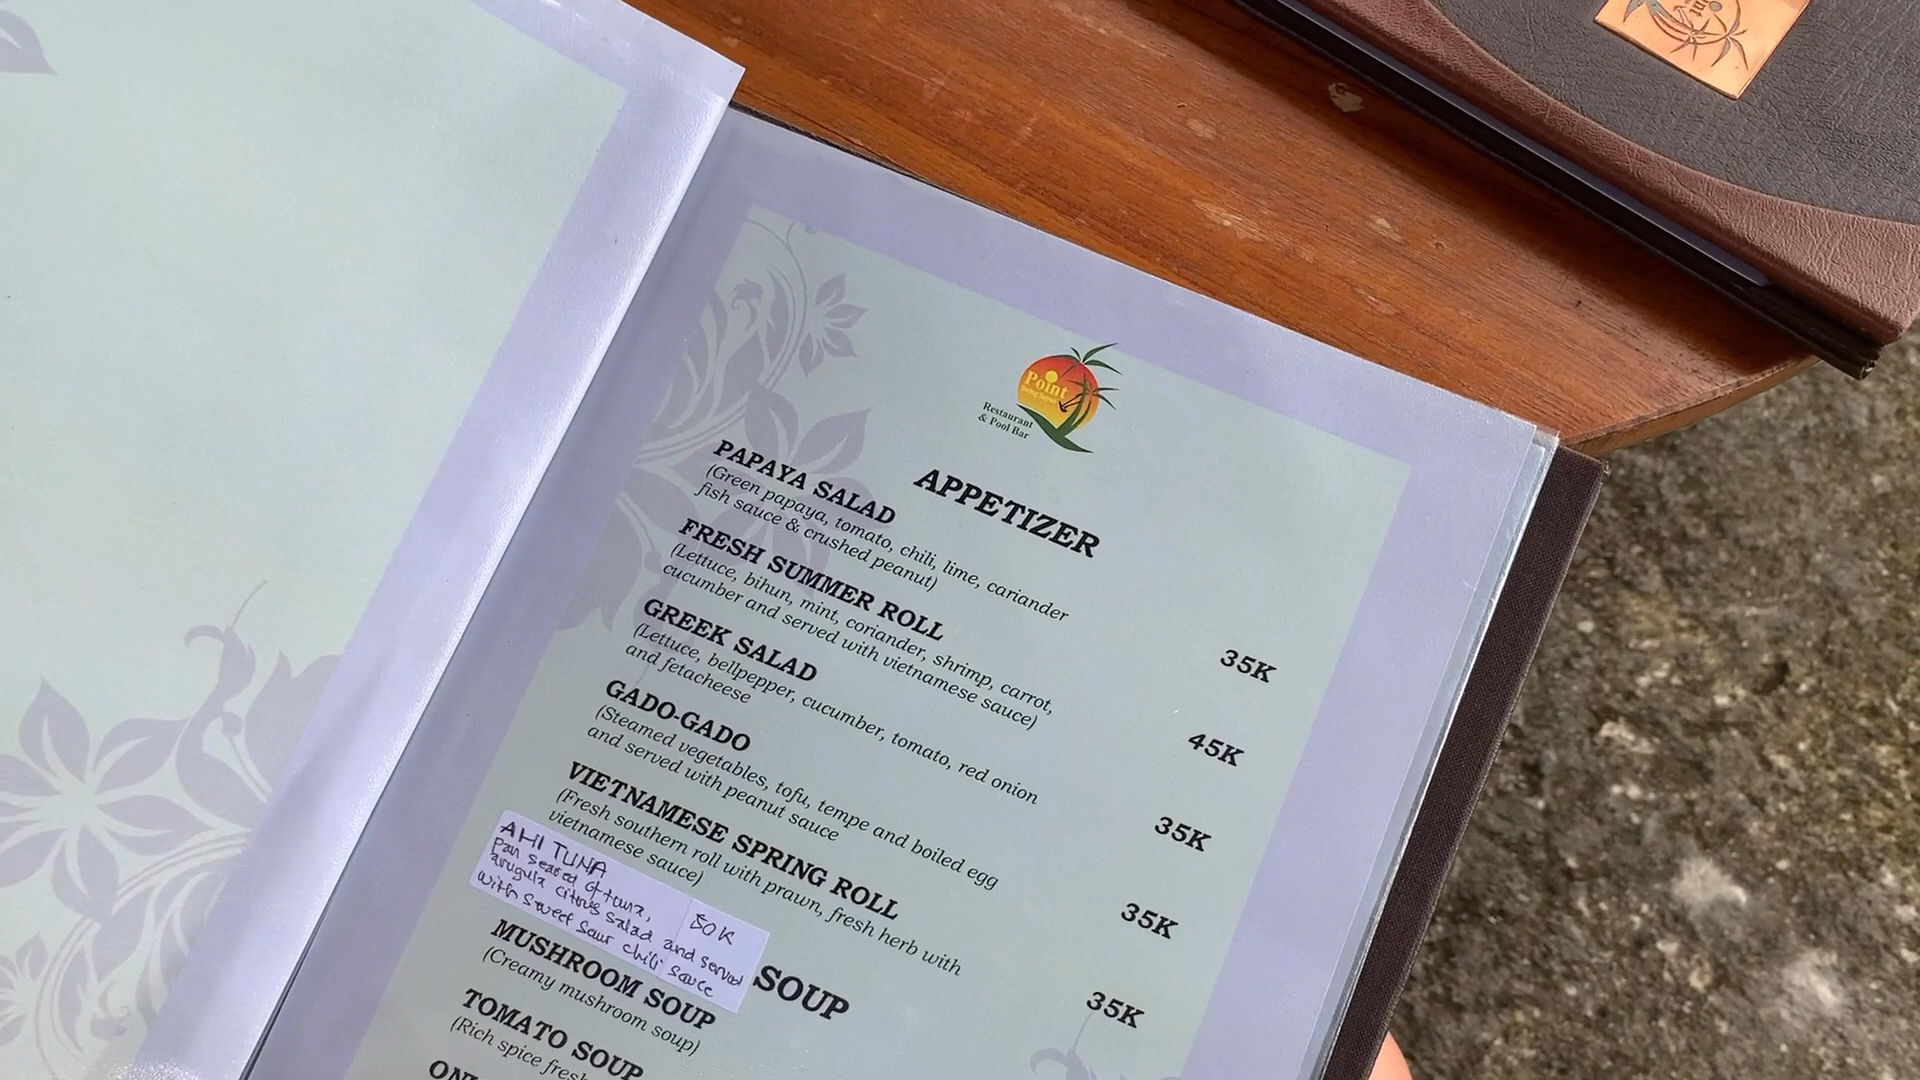 Point
Restaurant
& Pool Bar
APPETIZER
PAPAYA SALAD
(Green papaya, tomato, chili, lime, cariander
fish sauce & crushed peanut)
35K
FRESH SUMMER ROLL
(Lettuce, bihun, mint, coriander, shrimp, carrot,
cucumber and served with vietnamese sauce)
45K
GREEK SALAD
(Lettuce, bellpepper, cucumber, tomato, red onion
and fetacheese
35K
GADO-GADO
(Steamed vegetables, tofu, tempe and boiled egg
and served with peanut sauce
35K
VIETNAMESE SPRING ROLL
(Fresh southern roll with prawn, fresh herb with
vietnamese sauce)
35K
AHI TUNA
pan seared of tuna,
arugula citrus salad and served
with sweet sour chili sauce
50K
SOUP
MUSHROOM SOUP
(Creamy mushroom soup)
TOMATO SOUP
(Rich spice fres